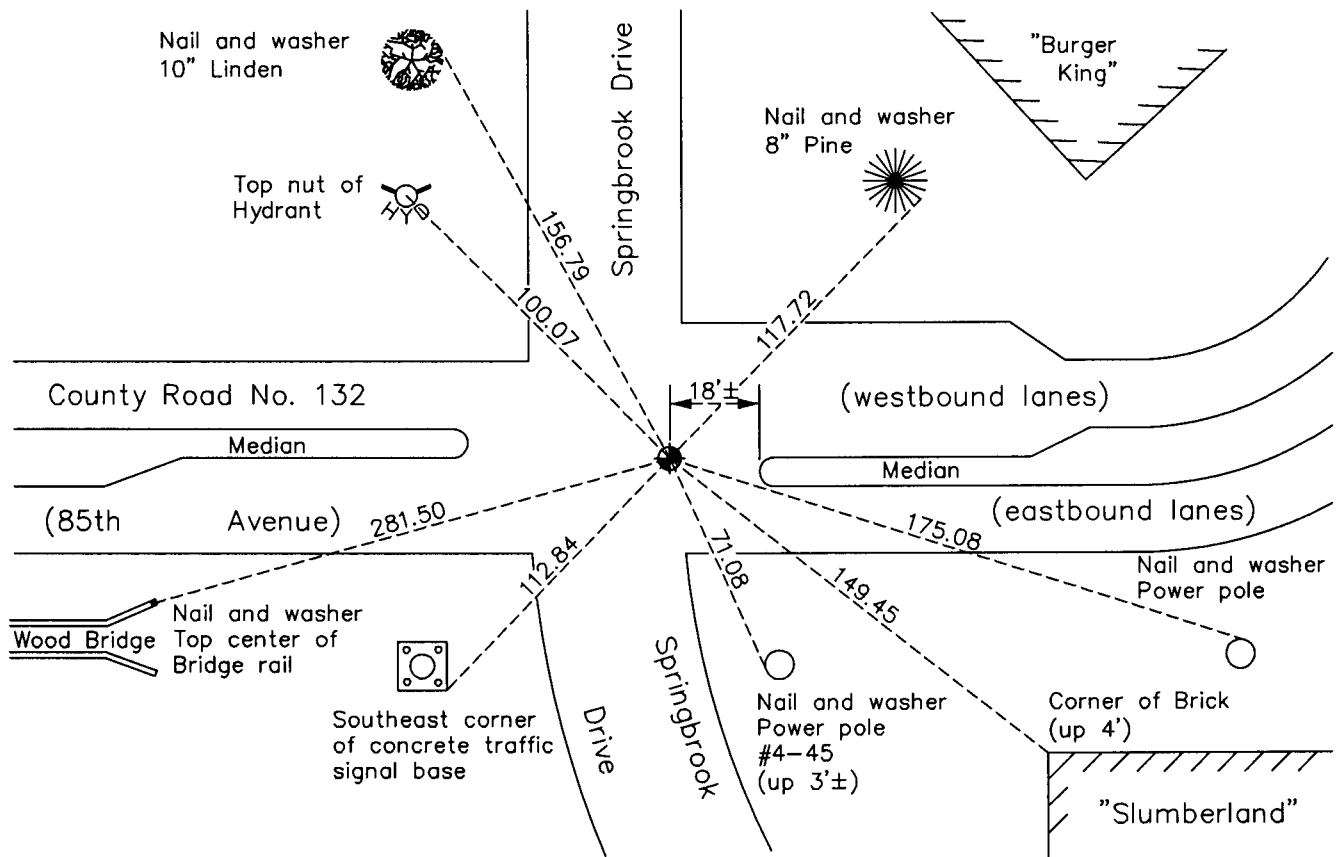 Nail and washer
10" Linden
Springbrook Drive
"Burger
King"
Nail and washer
8" Pine
Top nut of
Hydrant
HYD
156.79
100.07
117.72
18'±
County Road No. 132
(westbound lanes)
Median
Median
(85th Avenue)
281.50
(eastbound lanes)
175.08
112.84
71.08
149.45
Nail and washer
Power pole
Wood Bridge
Nail and washer
Top center of
Bridge rail
Springbrook
Drive
Southeast corner
of concrete traffic
signal base
Nail and washer
Power pole
#4-45
(up 3'±)
Corner of Brick
(up 4')
"Slumberland"